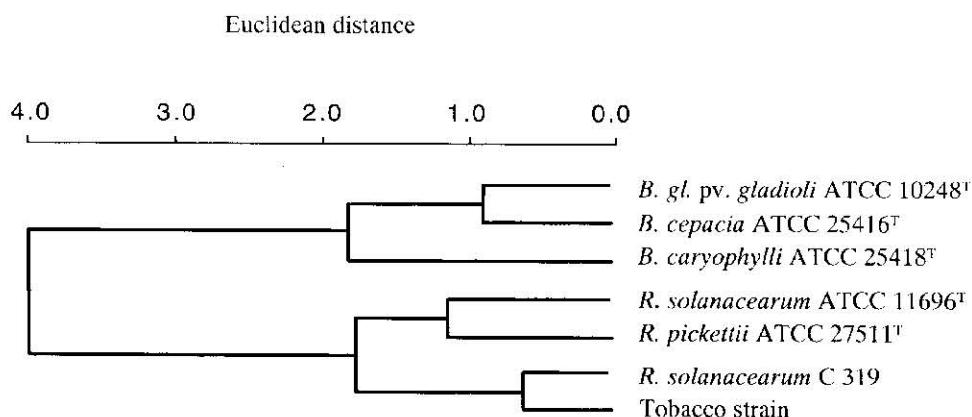 Euclidean distance
4.0 3.0 2.0 1.0 0.0
B. gl. pv. gladioli ATCC 10248ᵀ
B. cepacia ATCC 25416ᵀ
B. caryophylli ATCC 25418ᵀ
R. solanacearum ATCC 11696ᵀ
R. pickettii ATCC 27511ᵀ
R. solanacearum C 319
Tobacco strain